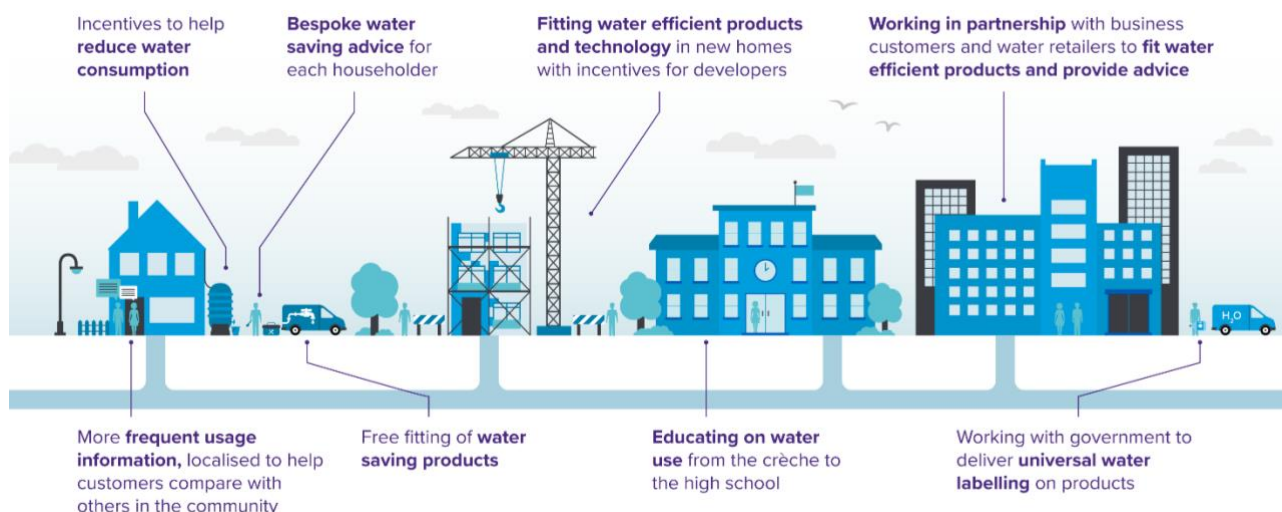 Incentives to help
reduce water
consumption
Bespoke water
saving advice for
each householder
Fitting water efficient products
and technology in new homes
with incentives for developers
Working in partnership with business
customers and water retailers to fit water
efficient products and provide advice
H₂O
More frequent usage
information, localised to help
customers compare with
others in the community
Free fitting of water
saving products
Educating on water
use from the crèche to
the high school
Working with government to
deliver universal water
labelling on products